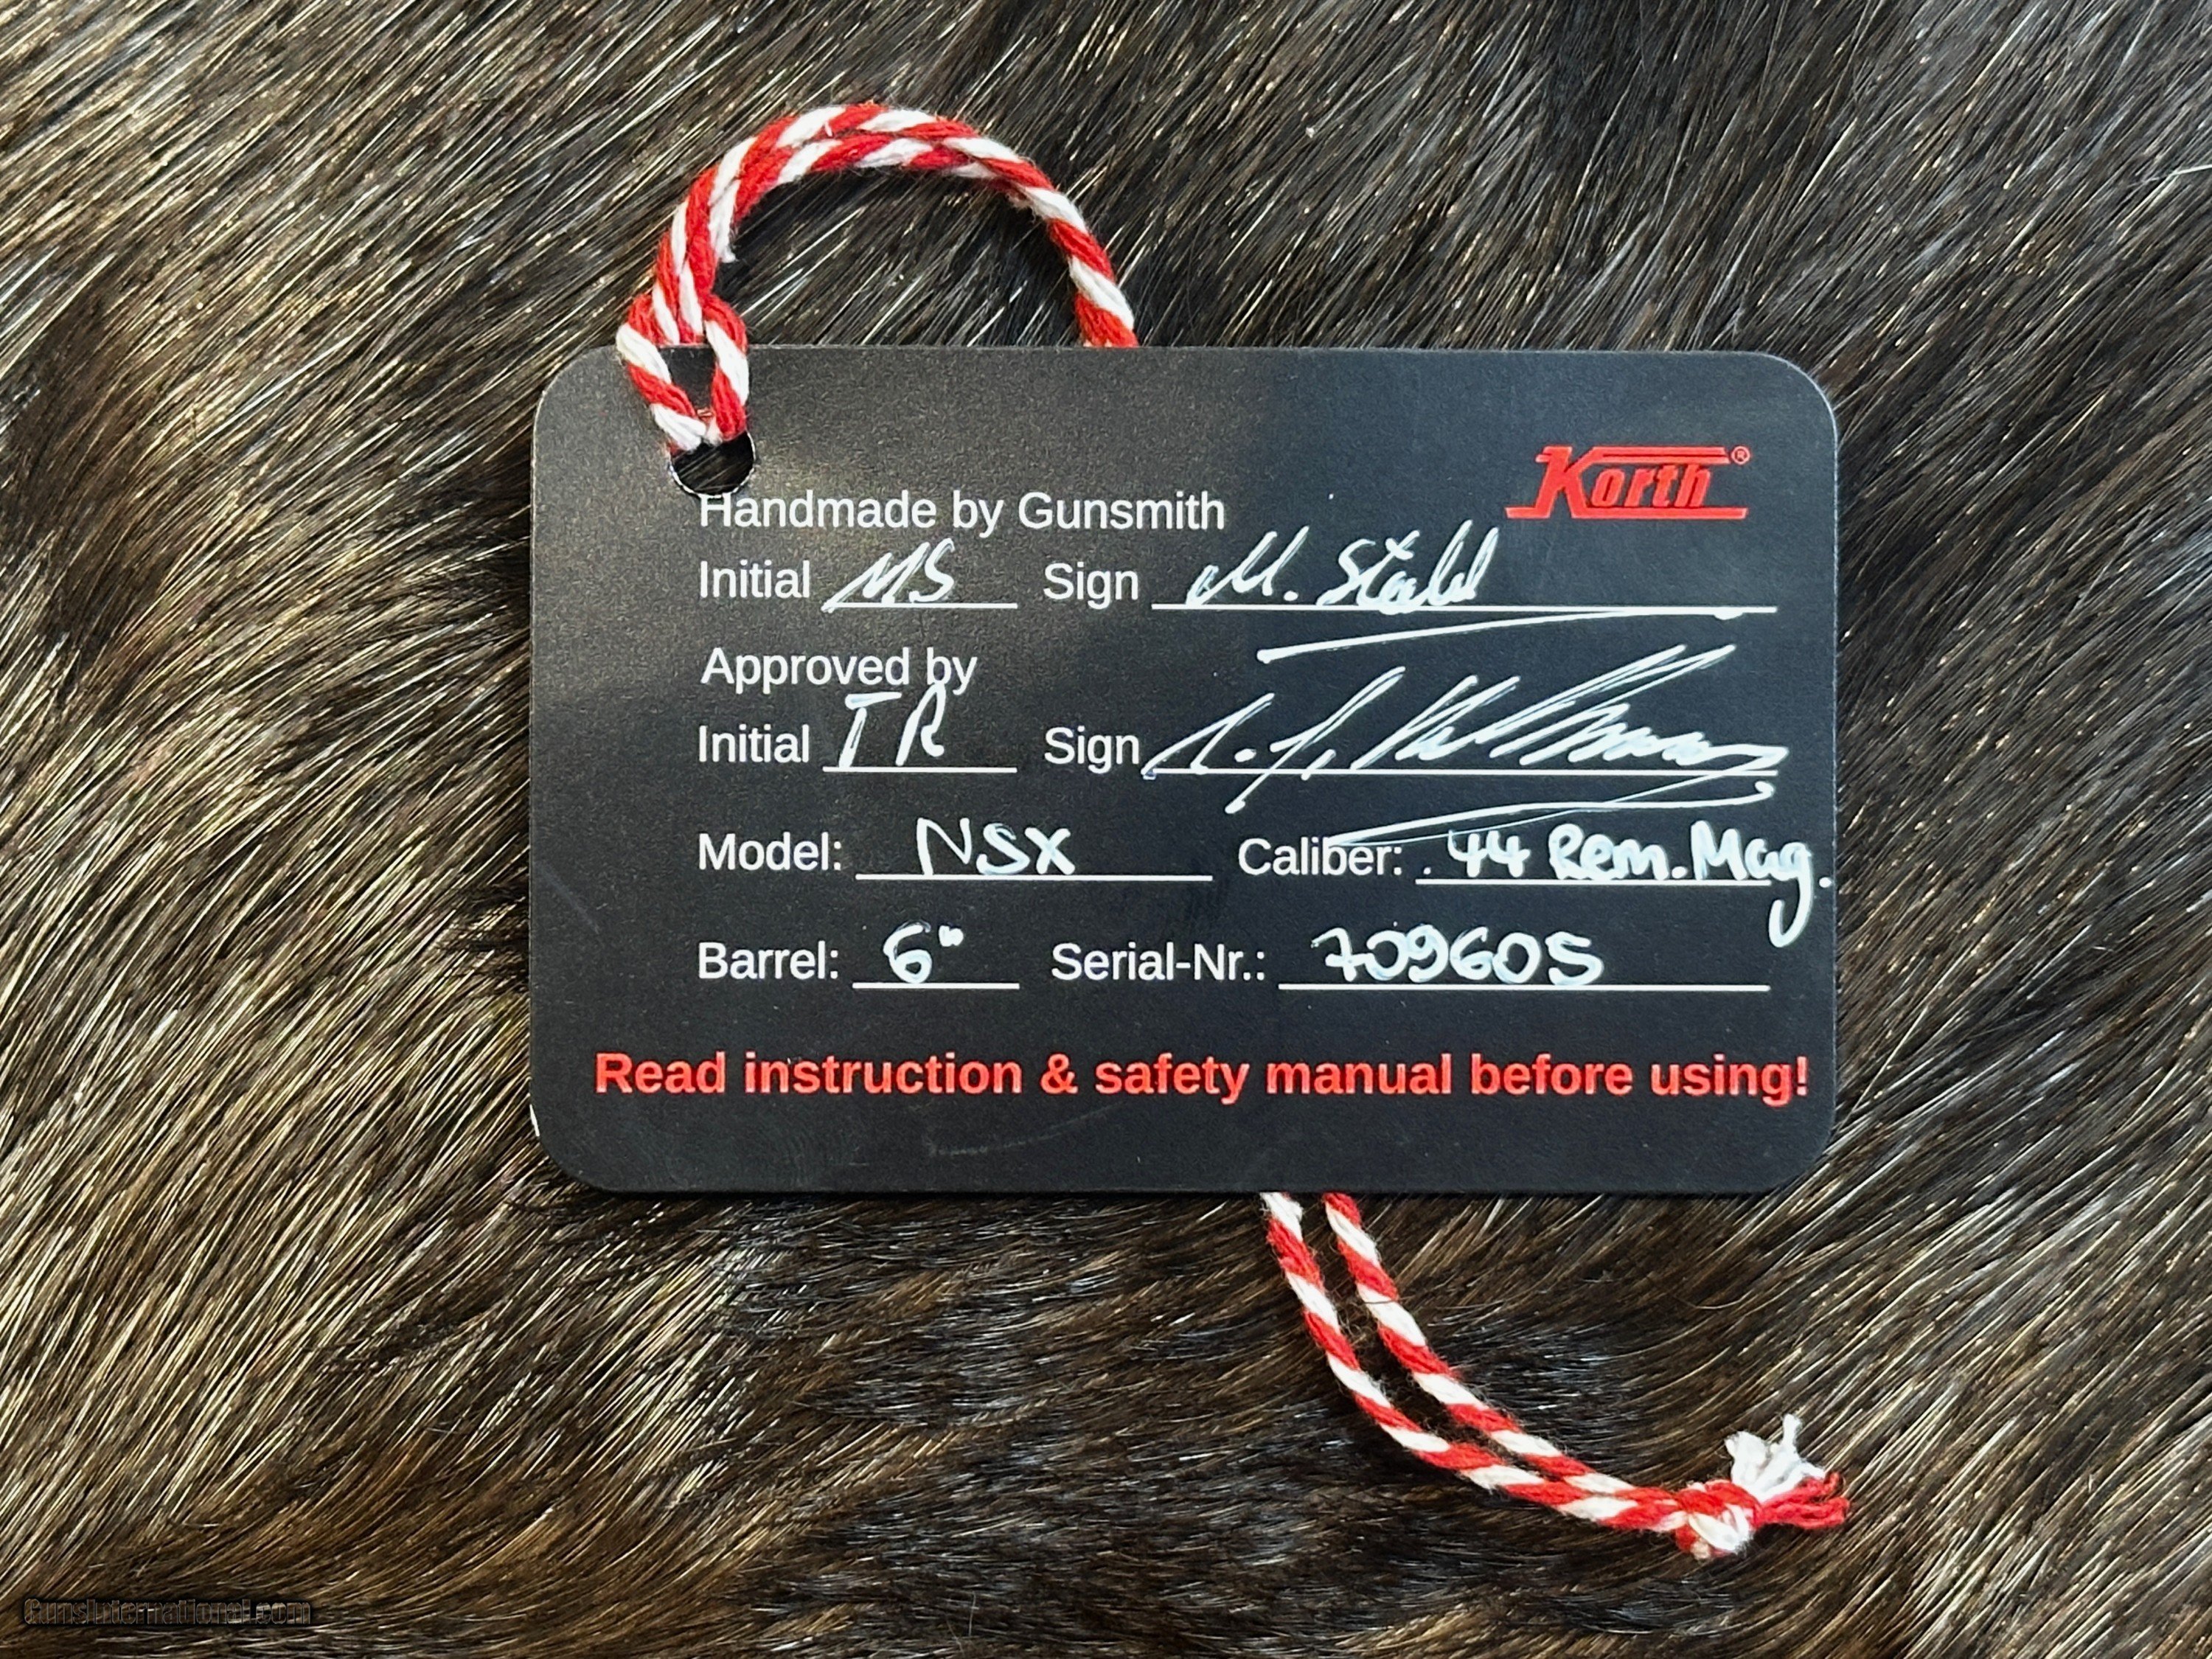 Korth®
Handmade by Gunsmith
Initial MS Sign M. Stahl
Approved by
Initial TR Sign
Model: NSX Caliber: .44 Rem.Mag.
Barrel: 6" Serial-Nr.: 709605
Read instruction & safety manual before using!
GunsInternational.com